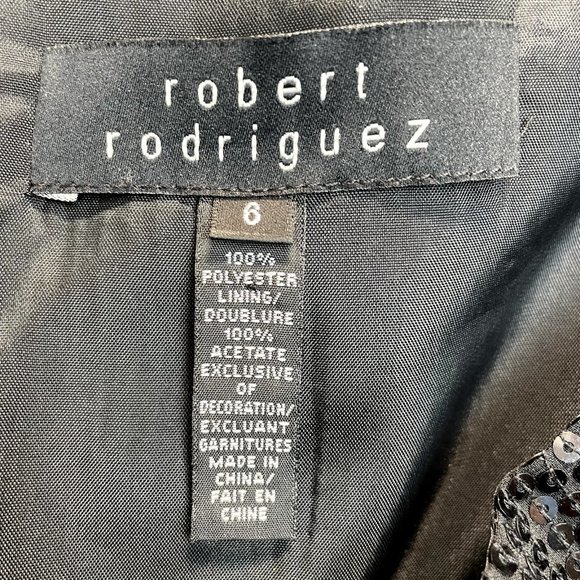 robert
rodriguez
6
100%
POLYESTER
LINING/
DOUBLURE
100%
ACETATE
EXCLUSIVE
OF
DECORATION/
EXCLUANT
GARNITURES
MADE IN
CHINA/
FAIT EN
CHINE